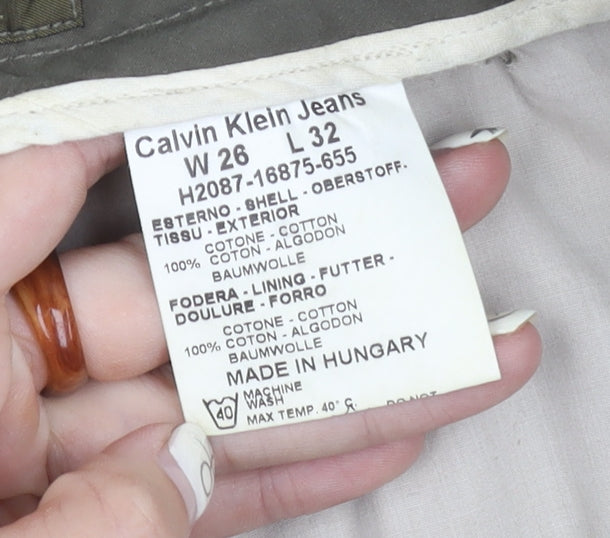 Calvin Klein Jeans
W 26 L 32
H2087-16875-655
ESTERNO - SHELL - OBERSTOFF-
TISSU - EXTERIOR
COTONE - COTTON
100% COTON - ALGODON
BAUMWOLLE
FODERA - LINING - FUTTER -
DOULURE - FORRO
COTONE - COTTON
100% COTON - ALGODON
BAUMWOLLE
MADE IN HUNGARY
MACHINE
WASH
40
MAX TEMP. 40° C.